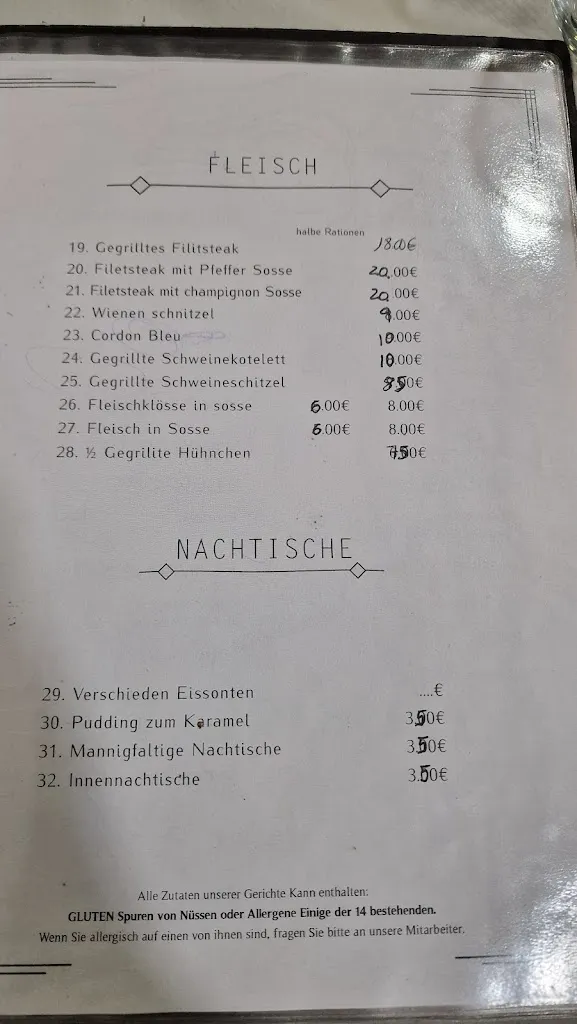 FLEISCH
halbe Rationen
19. Gegrilltes Filitsteak 18.00€
20. Filetsteak mit Pfeffer Sosse 20.00€
21. Filetsteak mit champignon Sosse 20.00€
22. Wienen schnitzel 9.00€
23. Cordon Bleu 10.00€
24. Gegrillte Schweinekotelett 10.00€
25. Gegrillte Schweineschitzel 8.50€
26. Fleischklösse in sosse 6.00€ 8.00€
27. Fleisch in Sosse 6.00€ 8.00€
28. ½ Gegrilite Hühnchen 7.50€
NACHTISCHE
29. Verschieden Eissonten ....€
30. Pudding zum Karamel 3.50€
31. Mannigfaltige Nachtische 3.50€
32. Innennachtische 3.50€
Alle Zutaten unserer Gerichte Kann enthalten:
GLUTEN Spuren von Nüssen oder Allergene Einige der 14 bestehenden.
Wenn Sie allergisch auf einen von ihnen sind, fragen Sie bitte an unsere Mitarbeiter.